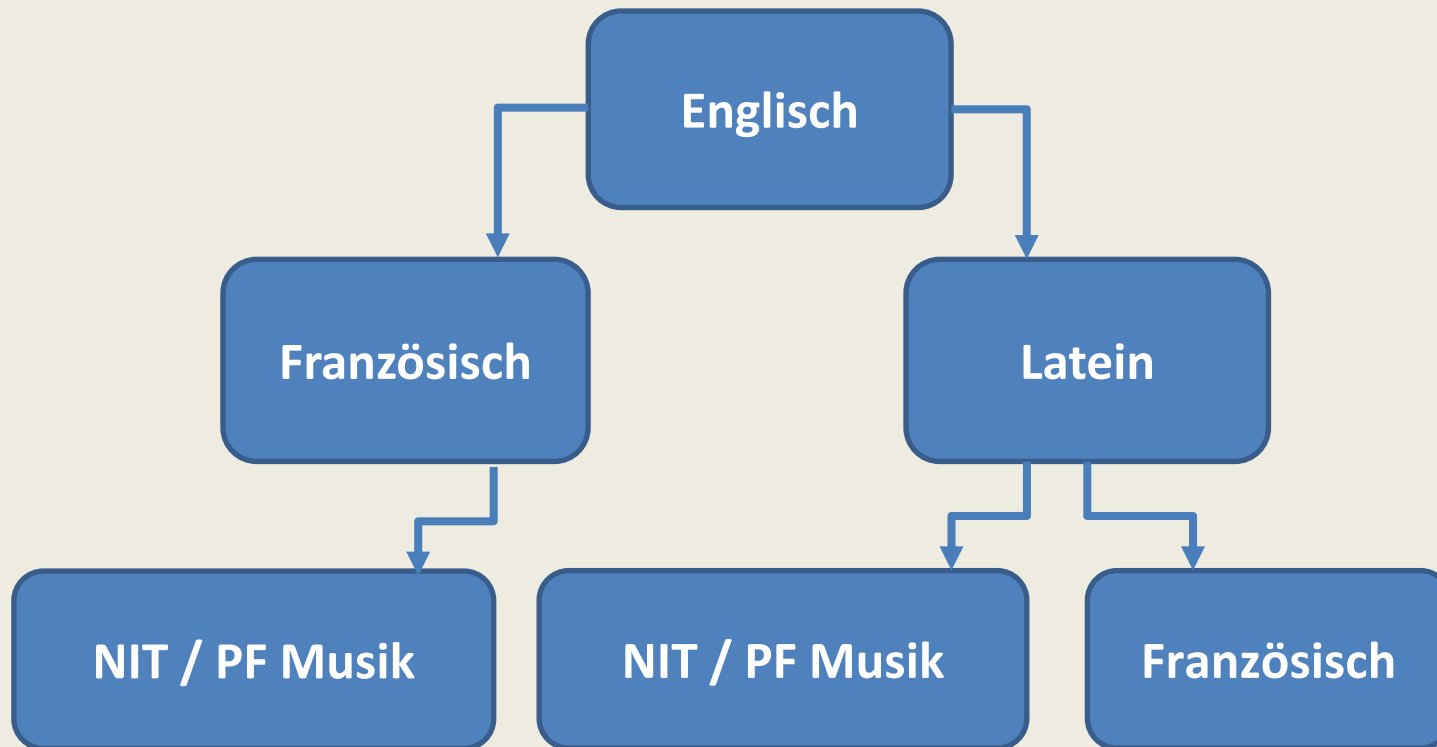 Englisch
Französisch
Latein
NIT / PF Musik
NIT / PF Musik
Französisch